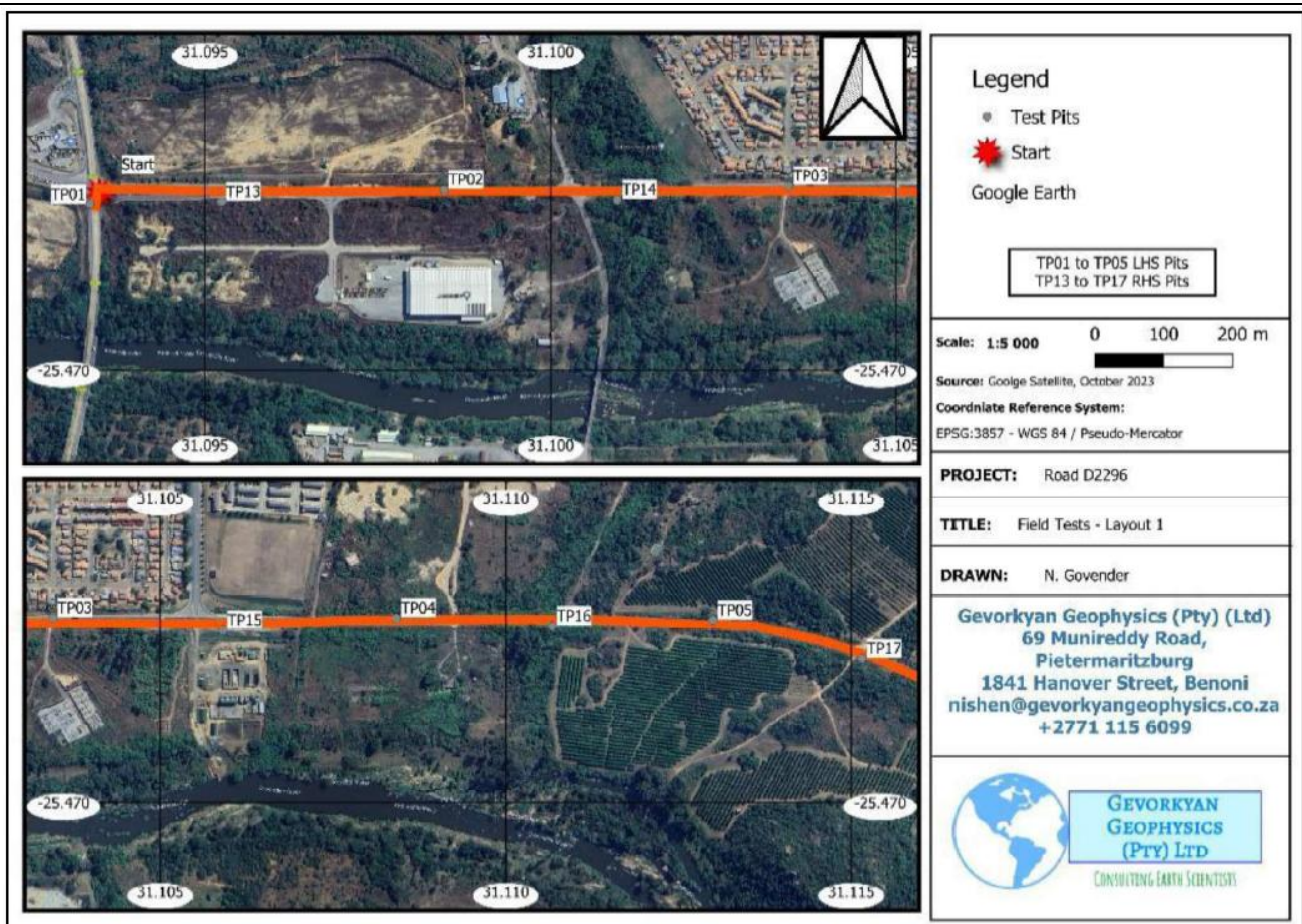 31.095
31.100
Start
TP01
TP13
TP02
TP14
TP03
-25.470
-25.470
31.095
31.100
31.105
31.105
31.110
31.115
TP03
TP15
TP04
TP16
TP05
TP17
-25.470
-25.470
31.105
31.110
31.115
Legend
Test Pits
Start
Google Earth
TP01 to TP05 LHS Pits
TP13 to TP17 RHS Pits
Scale: 1:5 000
0 100 200 m
Source: Goolge Satellite, October 2023
Coordniate Reference System:
EPSG:3857 - WGS 84 / Pseudo-Mercator
PROJECT: Road D2296
TITLE: Field Tests - Layout 1
DRAWN: N. Govender
Gevorkyan Geophysics (Pty) (Ltd)
69 Munireddy Road,
Pietermaritzburg
1841 Hanover Street, Benoni
nishen@gevorkyangeophysics.co.za
+2771 115 6099
GEVORKYAN
GEOPHYSICS
(PTY) LTD
CONSULTING EARTH SCIENTISTS